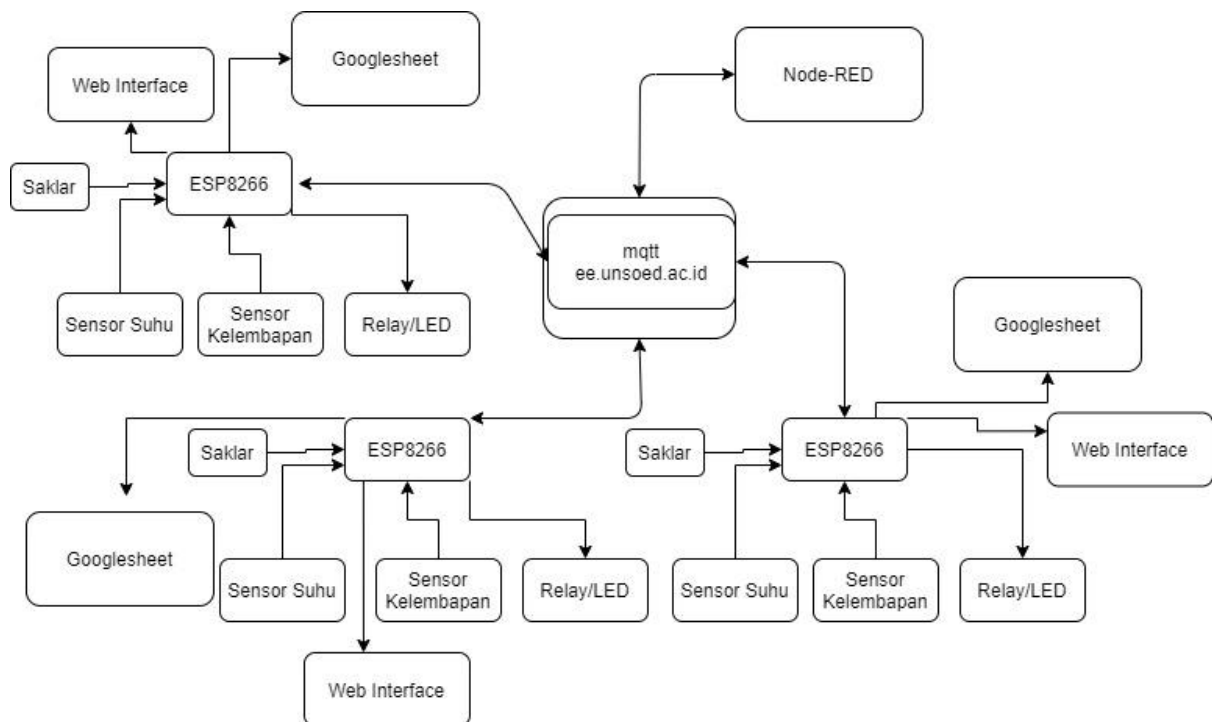 Googlesheet
Web Interface
Node-RED
Saklar
ESP8266
mqtt
ee.unsoed.ac.id
Sensor Suhu
Sensor
Kelembapan
Relay/LED
Googlesheet
Saklar
ESP8266
Saklar
ESP8266
Web Interface
Googlesheet
Sensor Suhu
Sensor
Kelembapan
Relay/LED
Sensor Suhu
Sensor
Kelembapan
Relay/LED
Web Interface